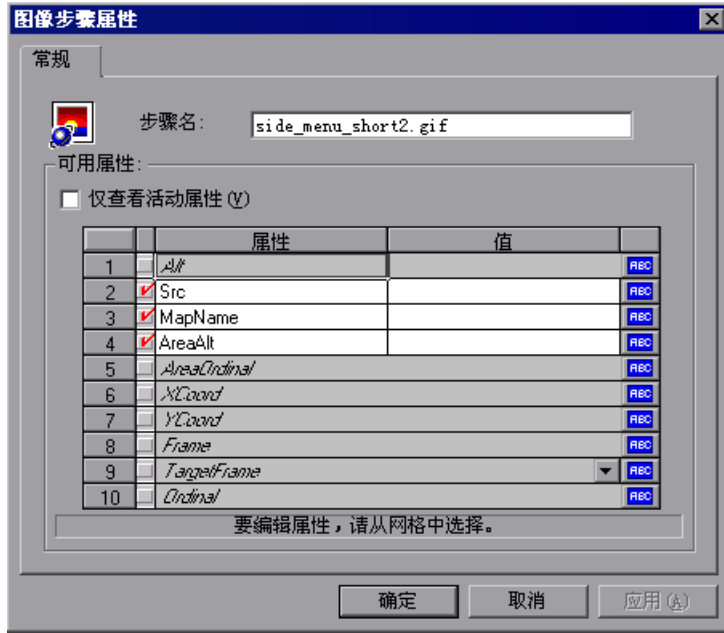 图像步骤属性
常规
步骤名: side_menu_short2.gif
可用属性:
仅查看活动属性(V)
属性 值
1 Alt ABC
2 Src ABC
3 MapName ABC
4 AreaAlt ABC
5 AreaOrdinal ABC
6 XCoord ABC
7 YCoord ABC
8 Frame ABC
9 TargetFrame ABC
10 Ordinal ABC
要编辑属性，请从网格中选择。
确定 取消 应用(A)